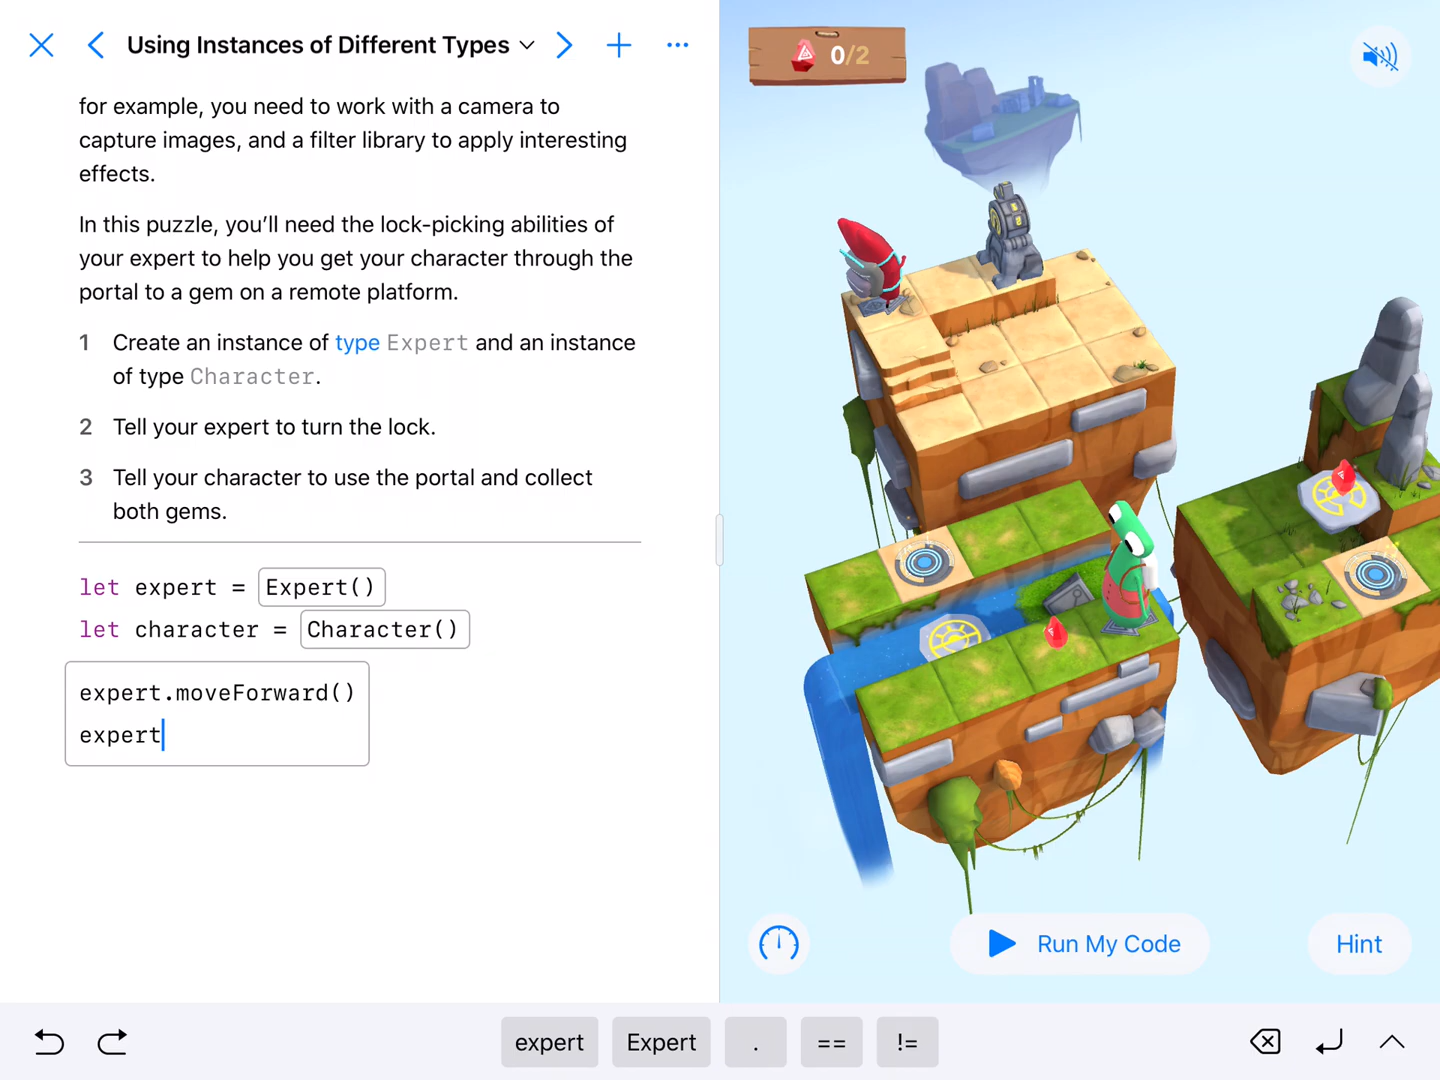 Using Instances of Different Types
for example, you need to work with a camera to
capture images, and a filter library to apply interesting
effects.
In this puzzle, you’ll need the lock-picking abilities of
your expert to help you get your character through the
portal to a gem on a remote platform.
1 Create an instance of type Expert and an instance
of type Character.
2 Tell your expert to turn the lock.
3 Tell your character to use the portal and collect
both gems.
let expert = Expert()
let character = Character()
expert.moveForward()
expert
0/2
Run My Code
Hint
expert Expert . == !=